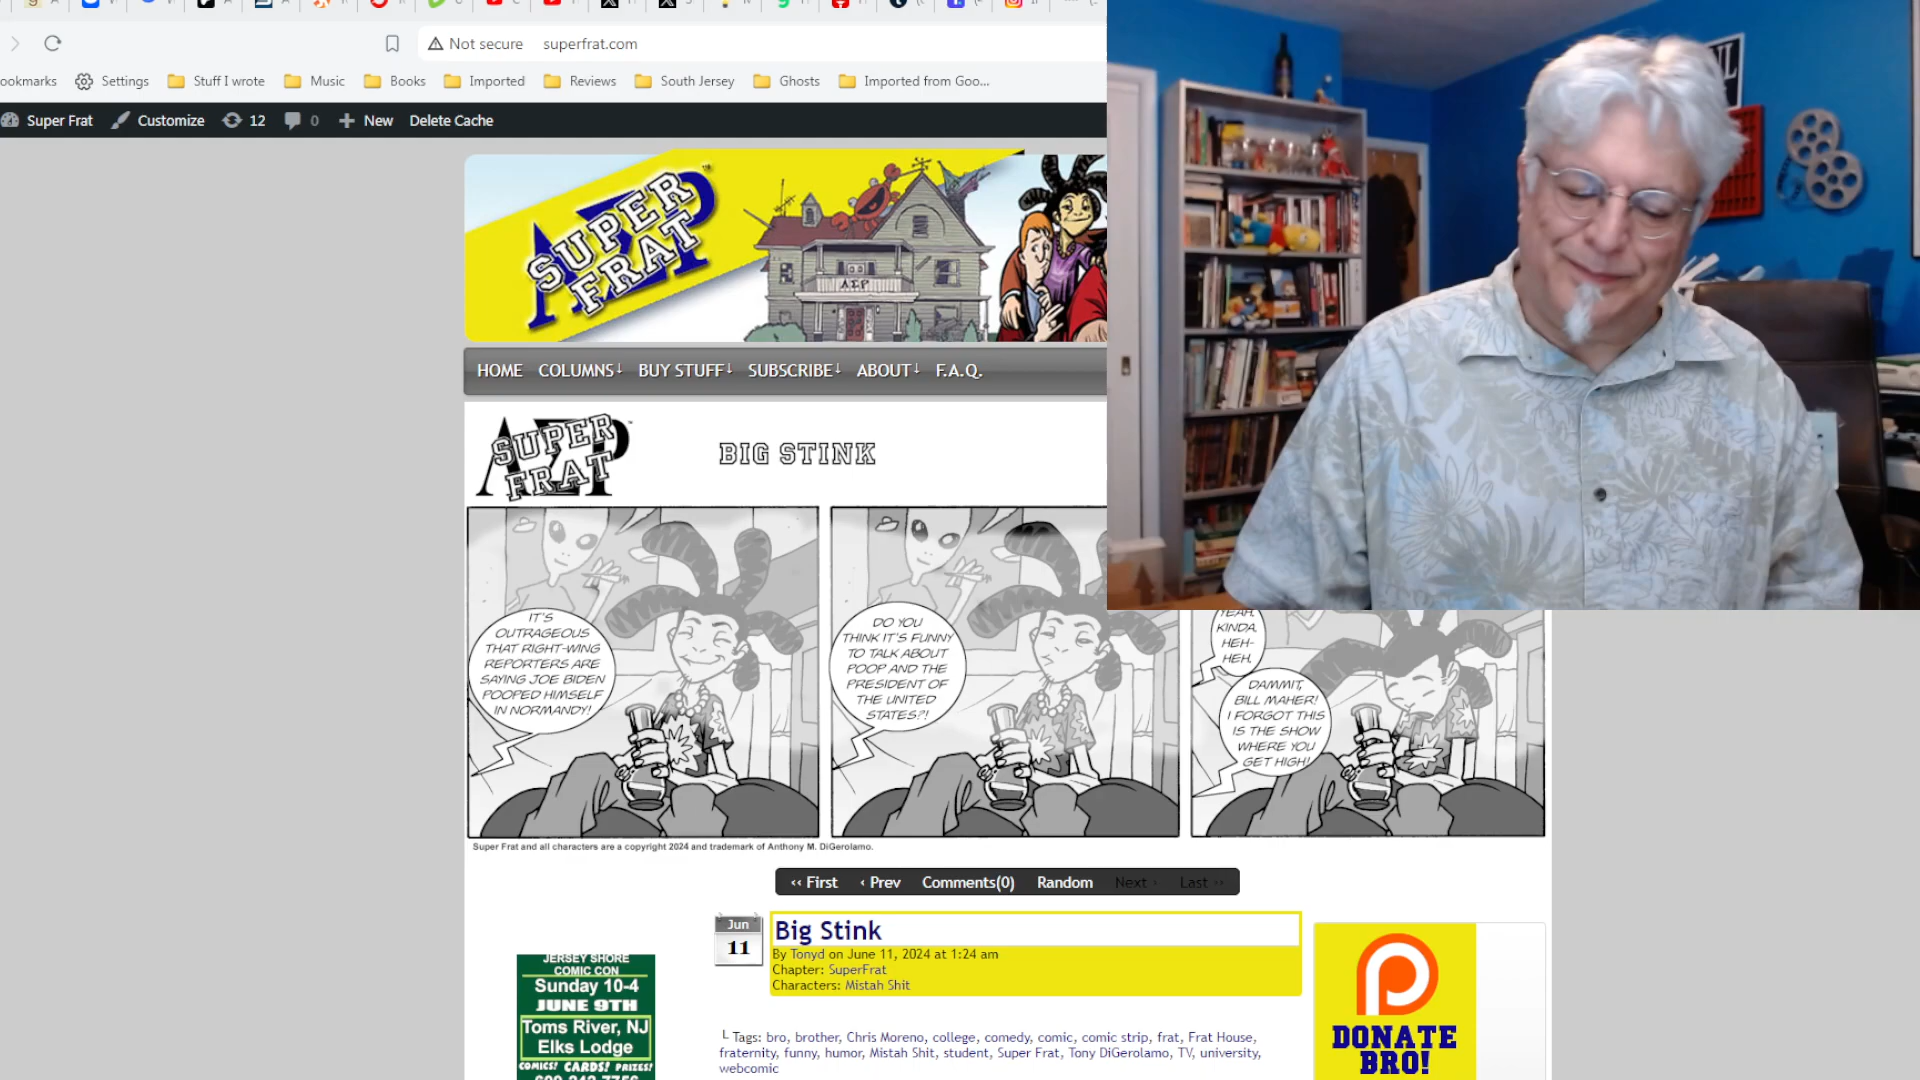 Not secure superfrat.com
ookmarks Settings Stuff I wrote Music Books Imported Reviews South Jersey Ghosts Imported from Goo...
Super Frat Customize 12 0 New Delete Cache
SUPER
FRAT
ΑΣΡ
HOME COLUMNS↓ BUY STUFF↓ SUBSCRIBE↓ ABOUT↓ F.A.Q.
SUPER
FRAT
BIG STINK
IT'S
OUTRAGEOUS
THAT RIGHT-WING
REPORTERS ARE
SAYING JOE BIDEN
POOPED HIMSELF
IN NORMANDY!
DO YOU
THINK IT'S FUNNY
TO TALK ABOUT
POOP AND THE
PRESIDENT OF
THE UNITED
STATES?!
YEAH,
KINDA.
HEH-
HEH.
DAMMIT,
BILL MAHER!
I FORGOT THIS
IS THE SHOW
WHERE YOU
GET HIGH!
Super Frat and all characters are a copyright 2024 and trademark of Anthony M. DiGerolamo.
‹‹ First ‹ Prev Comments(0) Random Next › Last ››
Jun
11
Big Stink
By Tonyd on June 11, 2024 at 1:24 am
Chapter: SuperFrat
Characters: Mistah Shit
└ Tags: bro, brother, Chris Moreno, college, comedy, comic, comic strip, frat, Frat House,
fraternity, funny, humor, Mistah Shit, student, Super Frat, Tony DiGerolamo, TV, university,
webcomic
JERSEY SHORE
COMIC CON
Sunday 10-4
JUNE 9TH
Toms River, NJ
Elks Lodge
COMICS! CARDS! PRIZES!
609-242-7756
DONATE
BRO!